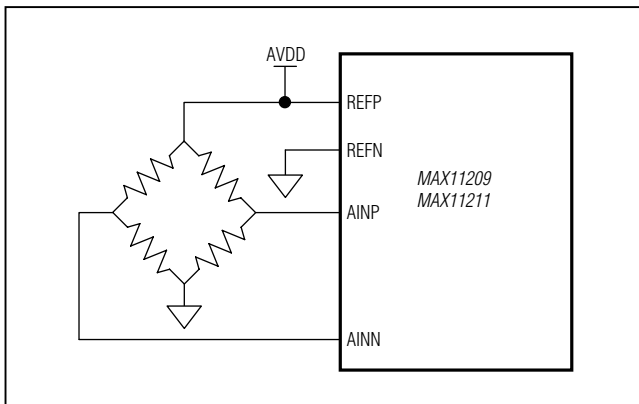 AVDD
REFP
REFN
MAX11209
MAX11211
AINP
AINN